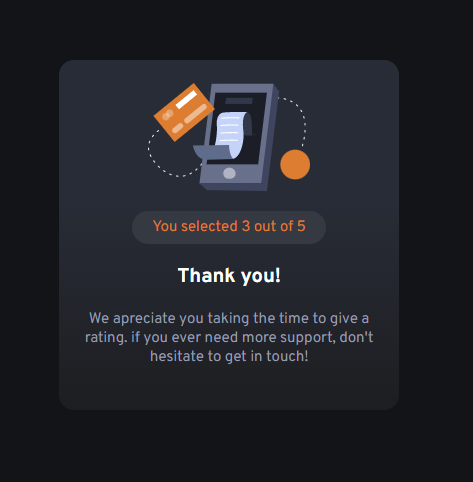 You selected 3 out of 5
Thank you!
We apreciate you taking the time to give a
rating. if you ever need more support, don't
hesitate to get in touch!